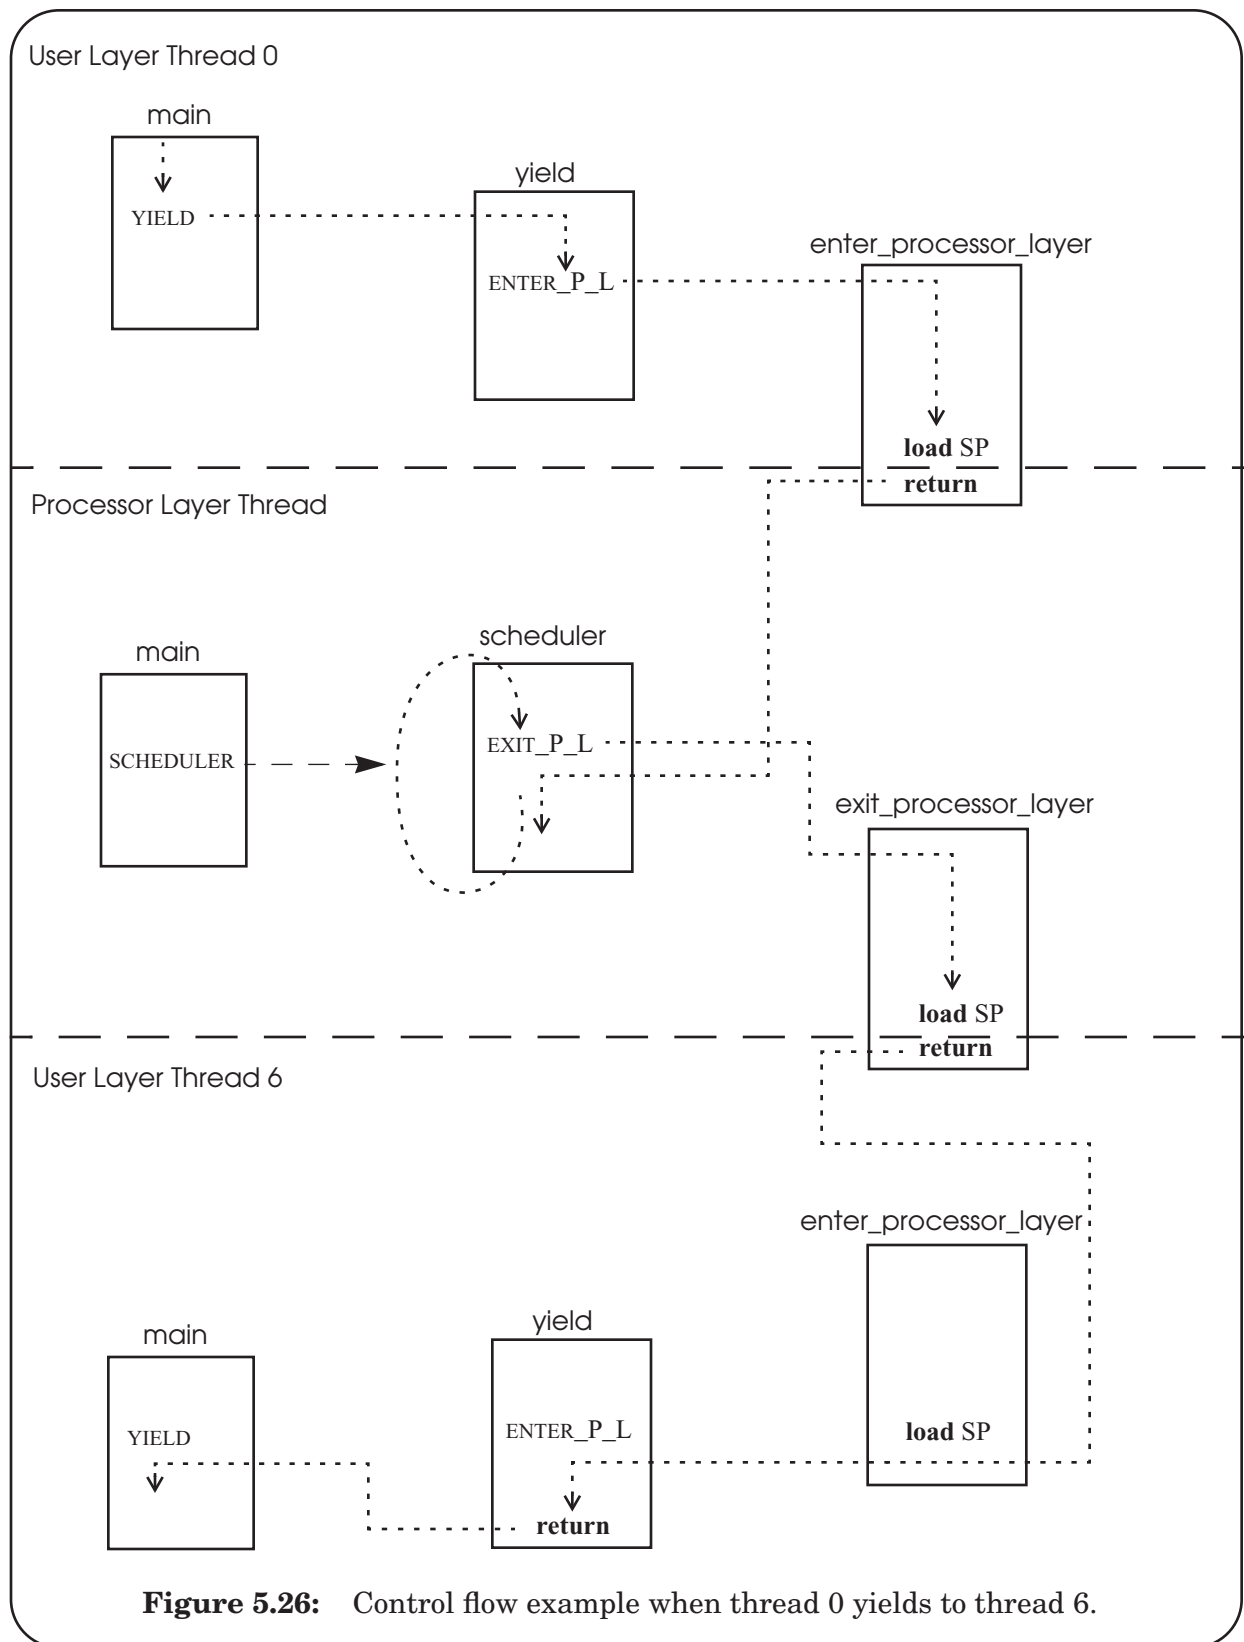 User Layer Thread 0
main
YIELD
yield
ENTER_P_L
enter_processor_layer
load SP
return
Processor Layer Thread
main
SCHEDULER
scheduler
EXIT_P_L
exit_processor_layer
load SP
return
User Layer Thread 6
main
YIELD
yield
ENTER_P_L
return
enter_processor_layer
load SP
Figure 5.26: Control flow example when thread 0 yields to thread 6.